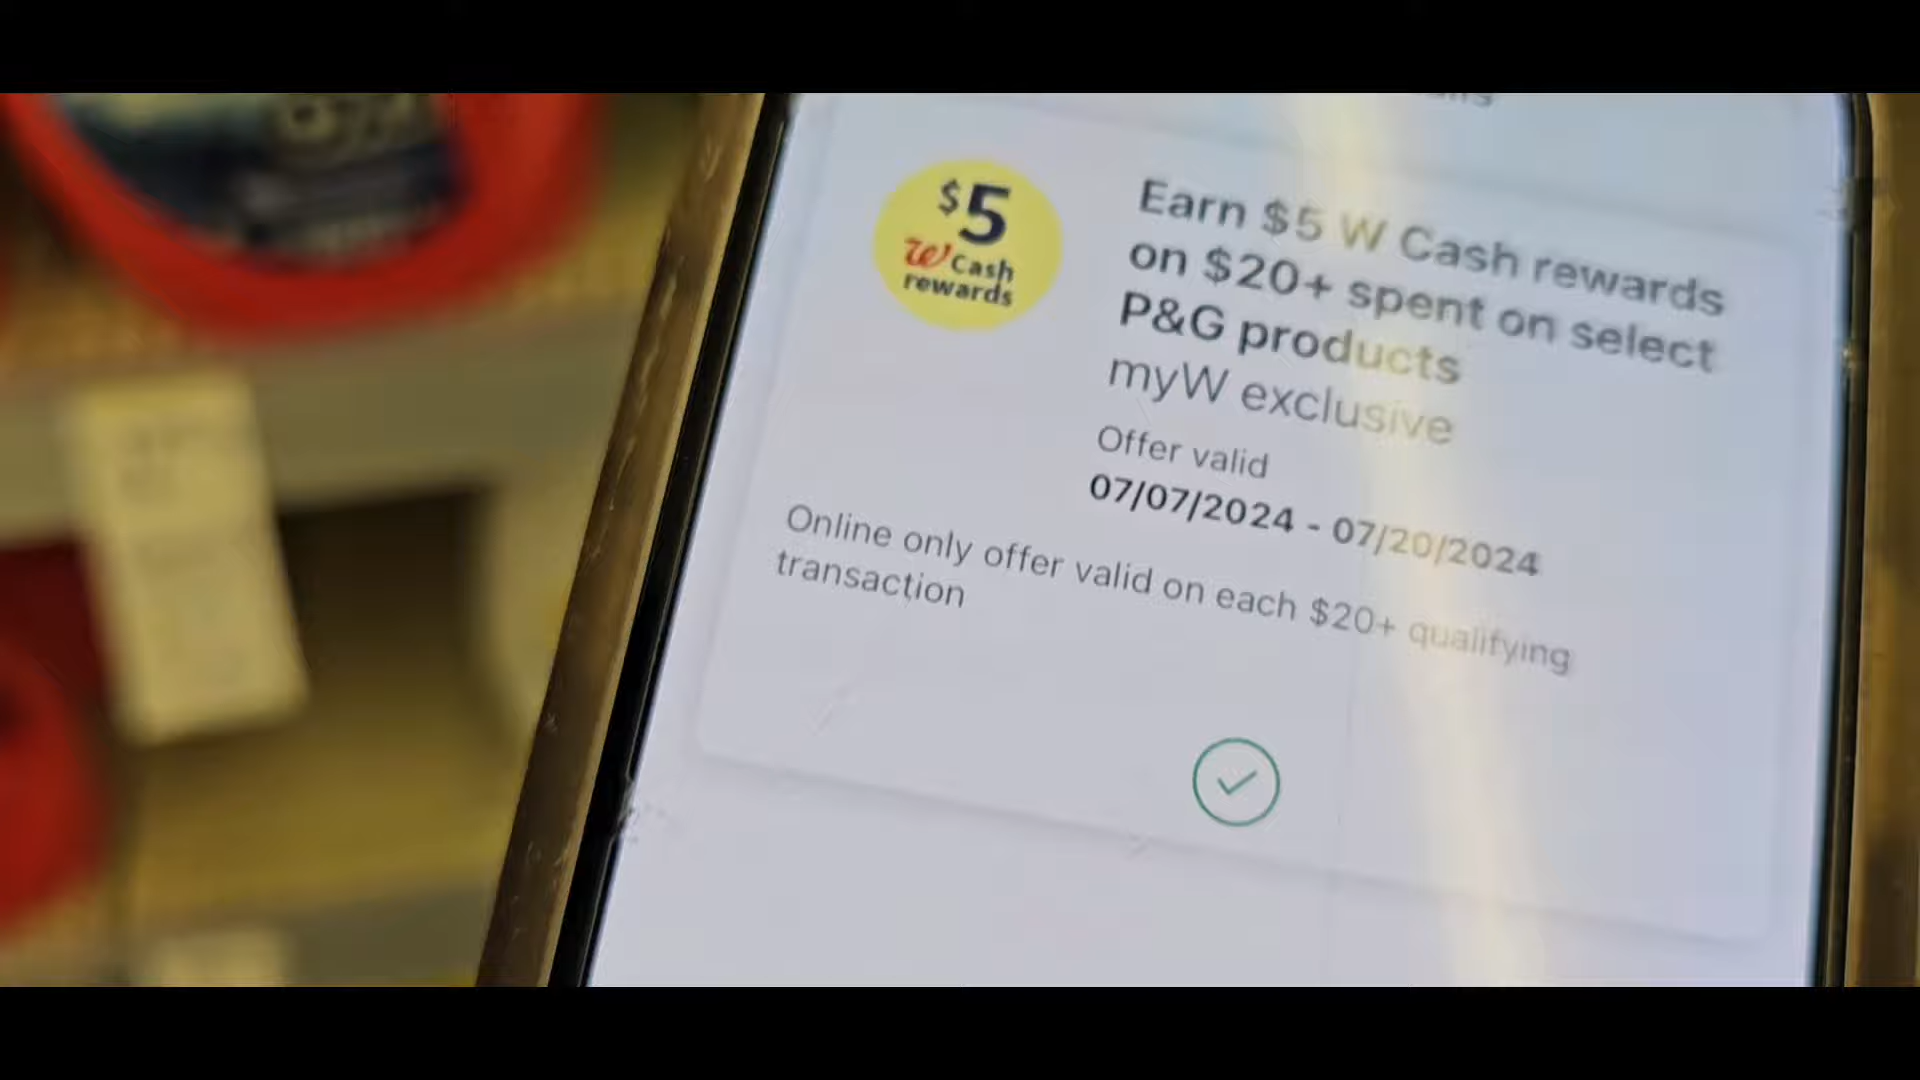 $5
W Cash
rewards
Earn $5 W Cash rewards
on $20+ spent on select
P&G products
myW exclusive
Offer valid
07/07/2024 - 07/20/2024
Online only offer valid on each $20+ qualifying
transaction